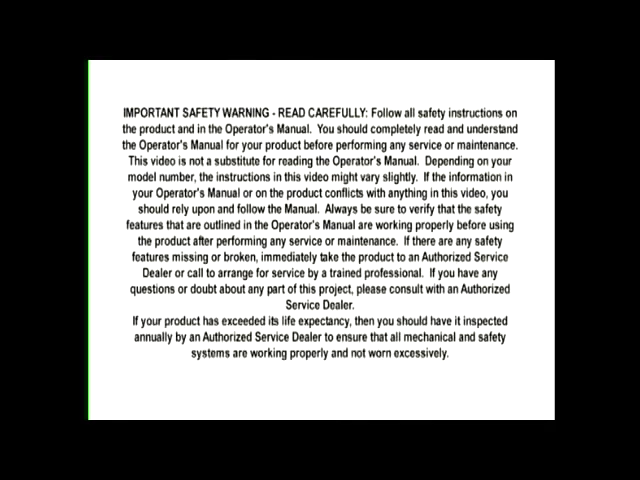 IMPORTANT SAFETY WARNING - READ CAREFULLY: Follow all safety instructions on
the product and in the Operator's Manual. You should completely read and understand
the Operator's Manual for your product before performing any service or maintenance.
This video is not a substitute for reading the Operator's Manual. Depending on your
model number, the instructions in this video might vary slightly. If the information in
your Operator's Manual or on the product conflicts with anything in this video, you
should rely upon and follow the Manual. Always be sure to verify that the safety
features that are outlined in the Operator's Manual are working properly before using
the product after performing any service or maintenance. If there are any safety
features missing or broken, immediately take the product to an Authorized Service
Dealer or call to arrange for service by a trained professional. If you have any
questions or doubt about any part of this project, please consult with an Authorized
Service Dealer.
If your product has exceeded its life expectancy, then you should have it inspected
annually by an Authorized Service Dealer to ensure that all mechanical and safety
systems are working properly and not worn excessively.